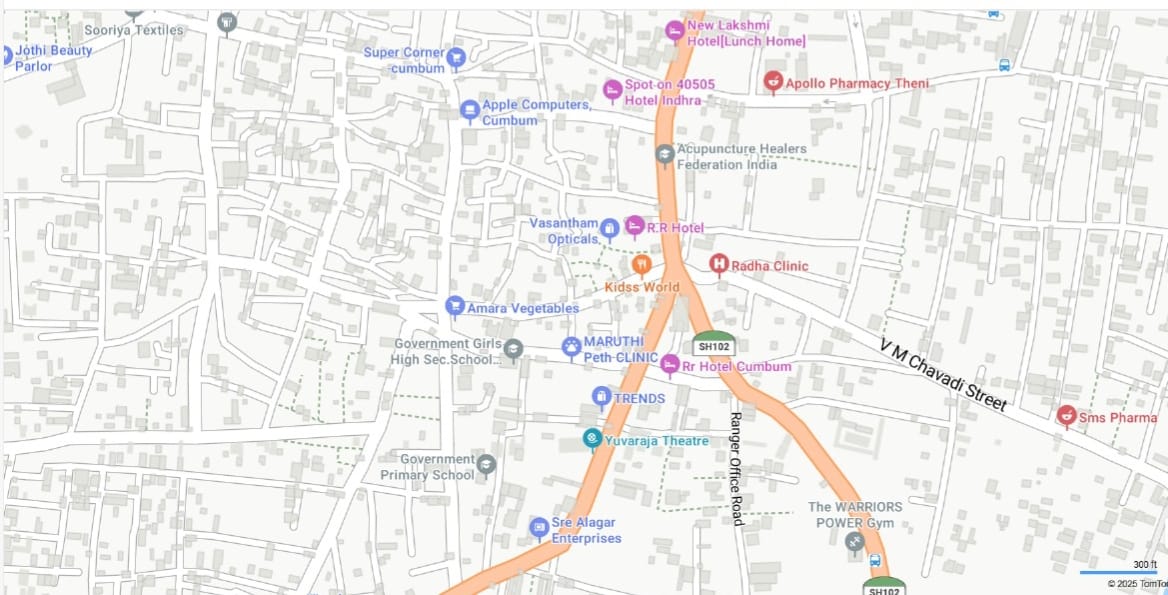 Sooriya Textiles
New Lakshmi
Hotel[Lunch Home]
Jothi Beauty
Parlor
Super Corner
cumbum
Apollo Pharmacy Theni
Spot on 40505
Hotel Indhra
Apple Computers,
Cumbum
Acupuncture Healers
Federation India
Vasantham
Opticals,
R.R Hotel
Radha Clinic
Kidss World
Amara Vegetables
Government Girls
High Sec.School...
MARUTHI
Peth CLINIC
SH102
Rr Hotel Cumbum
V M Chavadi Street
TRENDS
Sms Pharma
Yuvaraja Theatre
Ranger Office Road
Government
Primary School
The WARRIORS
POWER Gym
Sre Alagar
Enterprises
300 ft
© 2025 TomTo
SH102